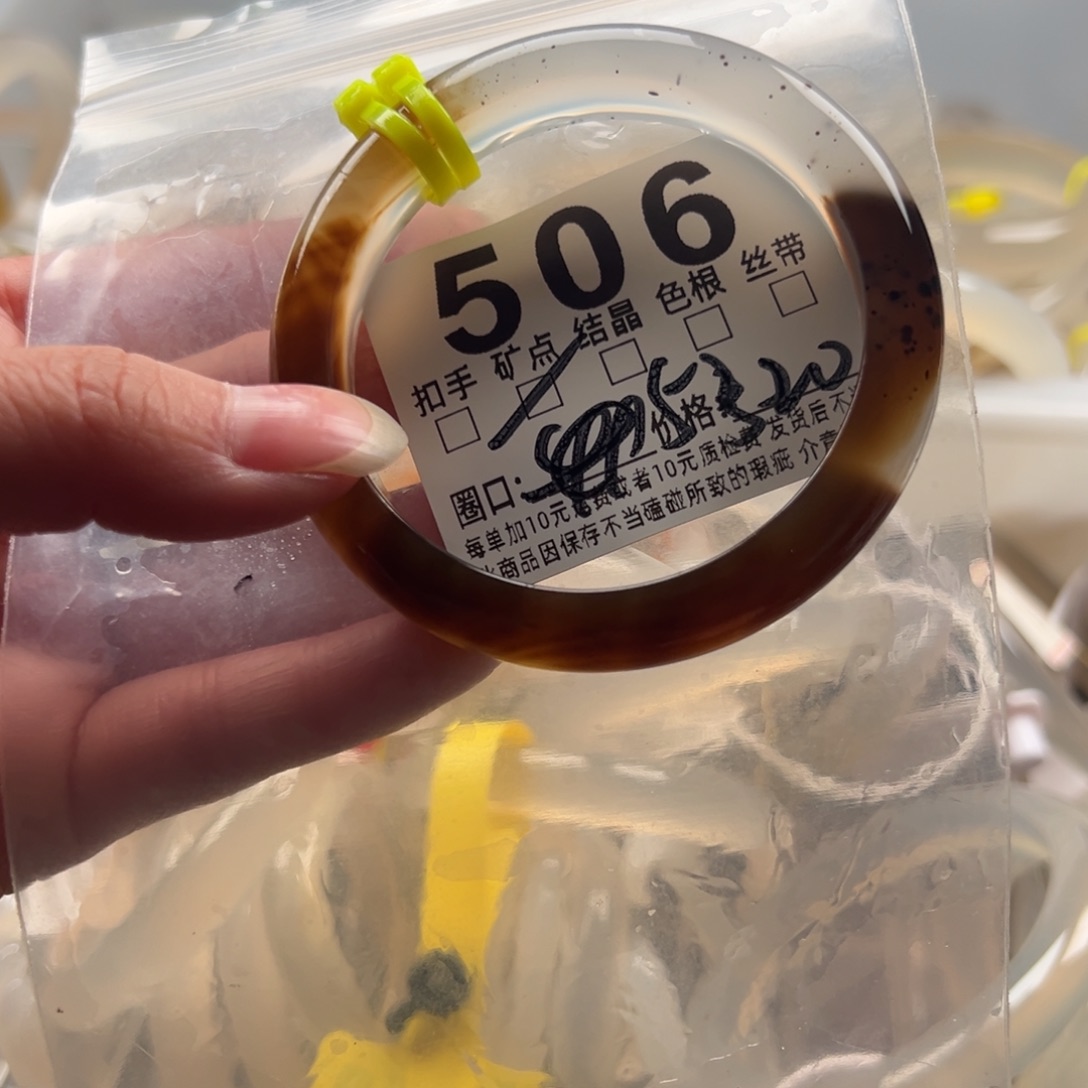 506
扣手 矿点 结晶 色根 丝带
圈口: 价格 320
每单加10元 或者10元质检费 发货后不
商品因保存不当磕碰所致的瑕疵 介意